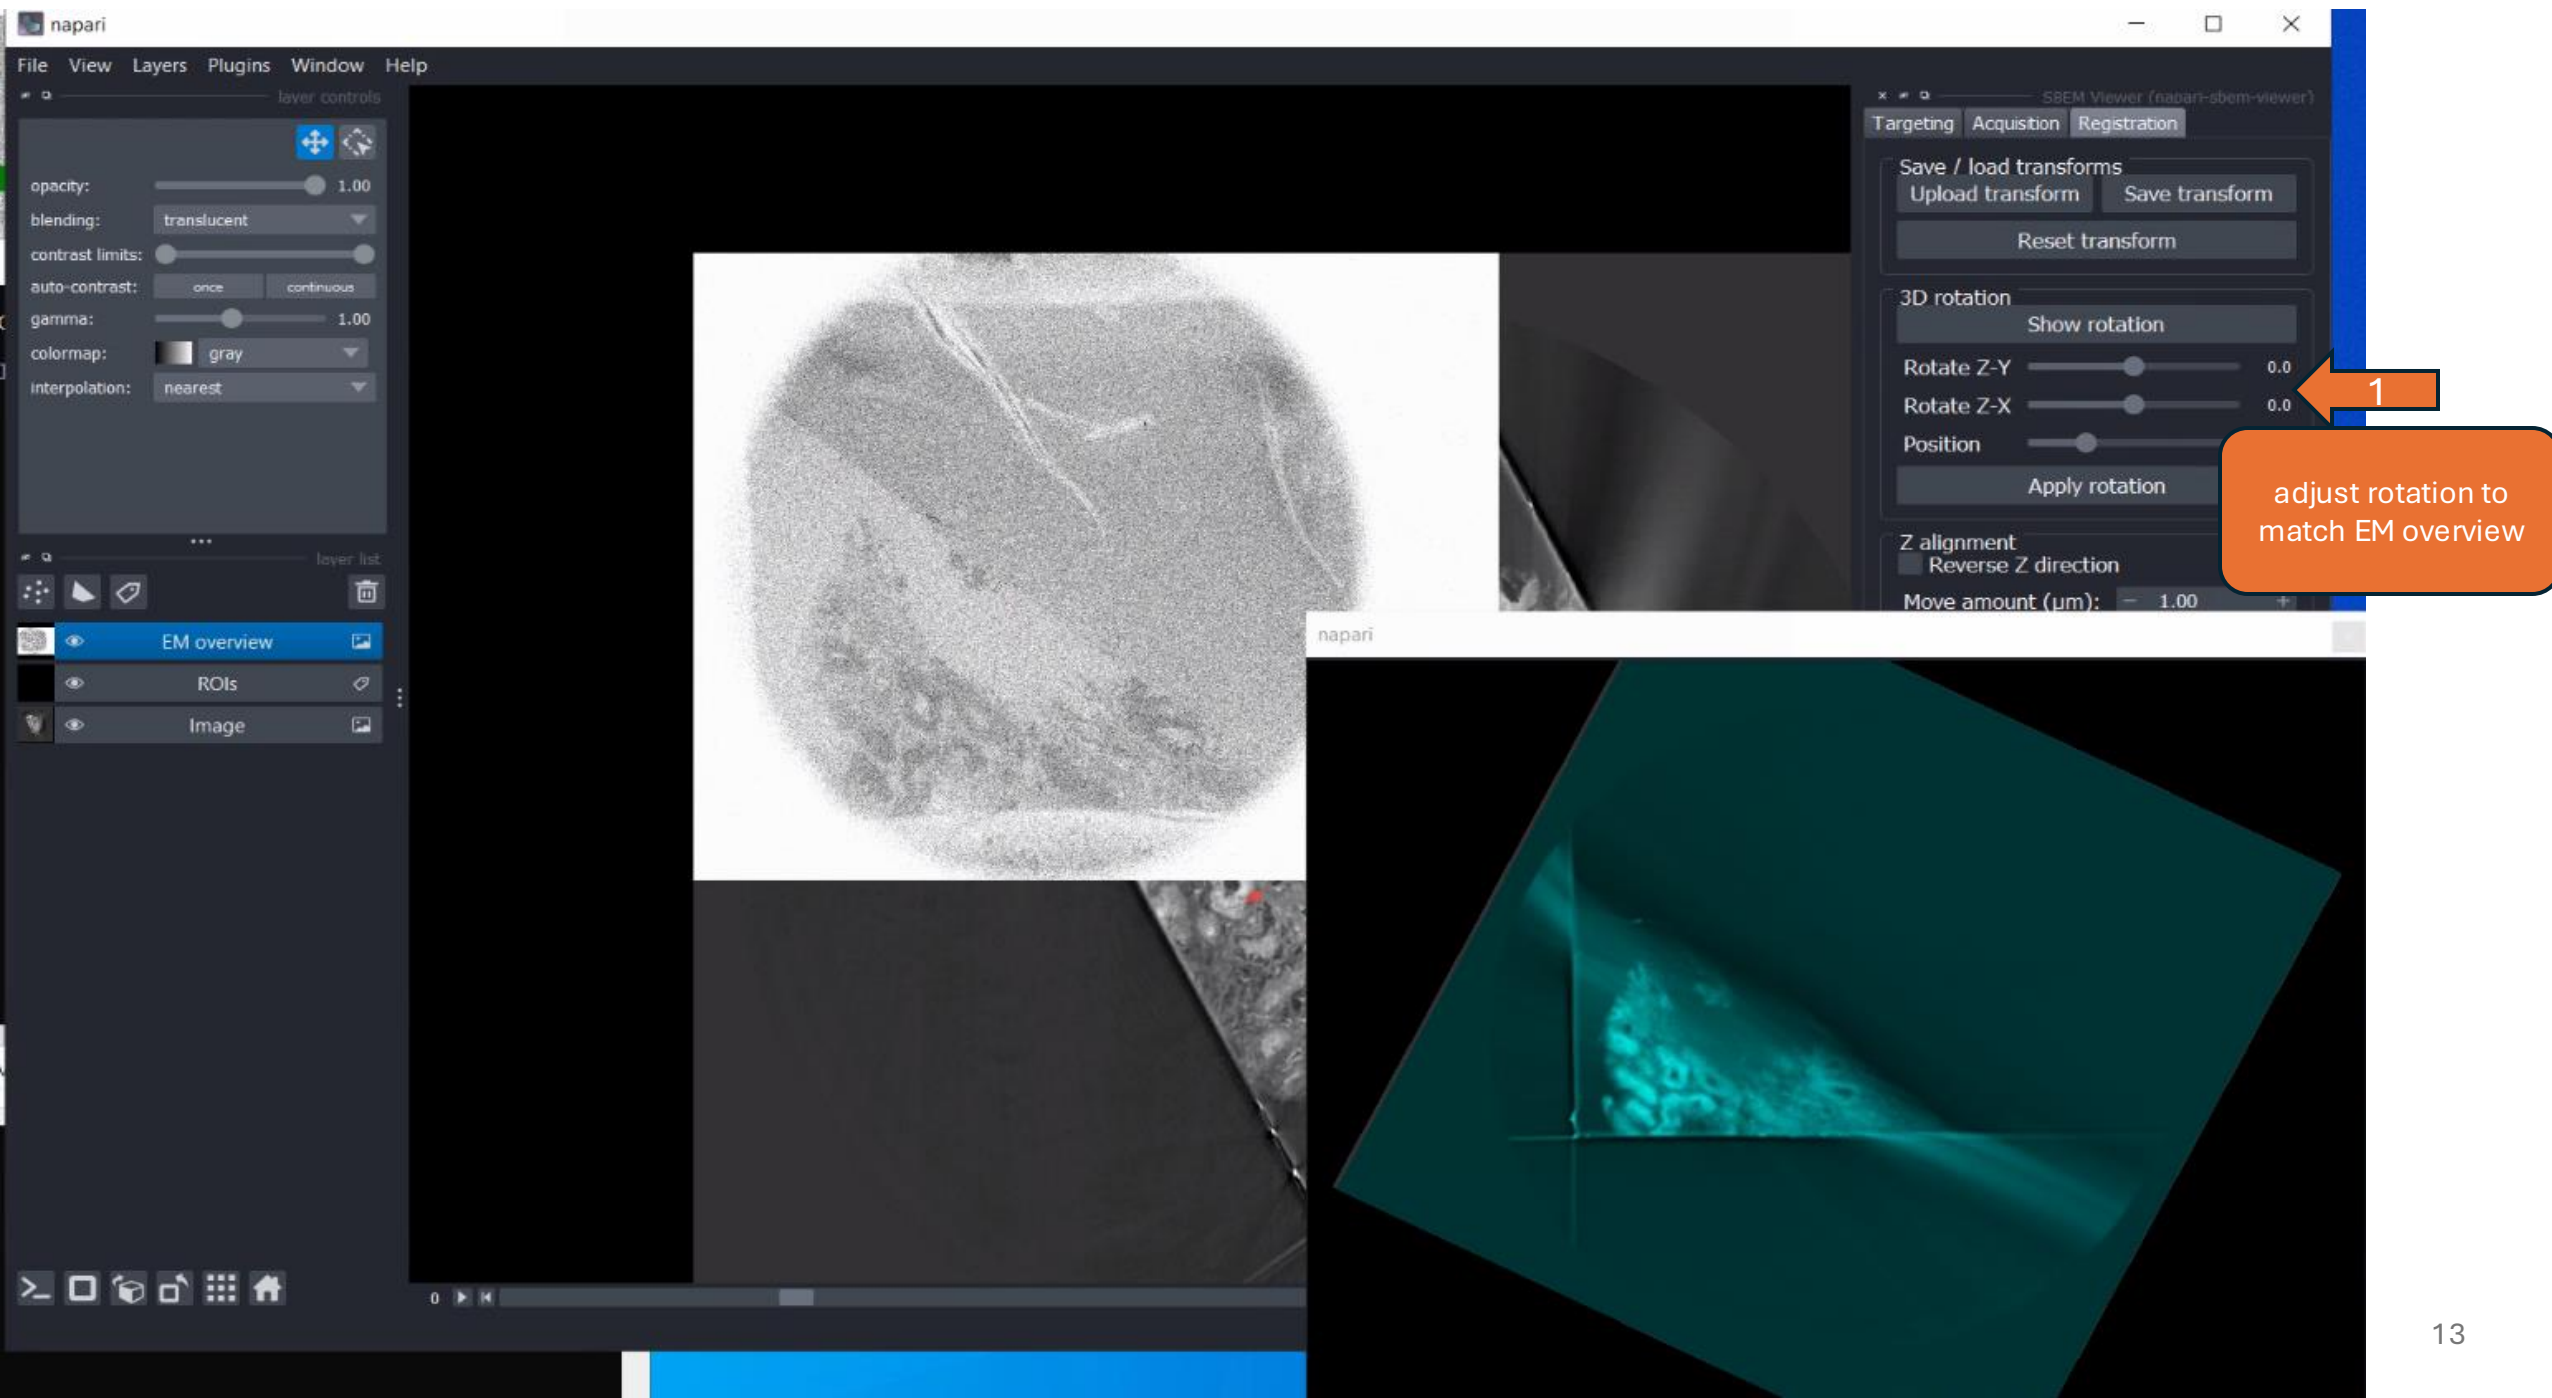 napari
File View Layers Plugins Window Help
layer controls
opacity: 1.00
blending: translucent
contrast limits:
auto-contrast: once continuous
gamma: 1.00
colormap: gray
interpolation: nearest
layer list
EM overview
ROIs
Image
0
SBEM Viewer (napari-sbem-viewer)
Targeting Acquisition Registration
Save / load transforms
Upload transform Save transform
Reset transform
3D rotation
Show rotation
Rotate Z-Y 0.0
Rotate Z-X 0.0
Position
Apply rotation
Z alignment
Reverse Z direction
Move amount (µm): − 1.00 +
1
adjust rotation to
match EM overview
napari
13